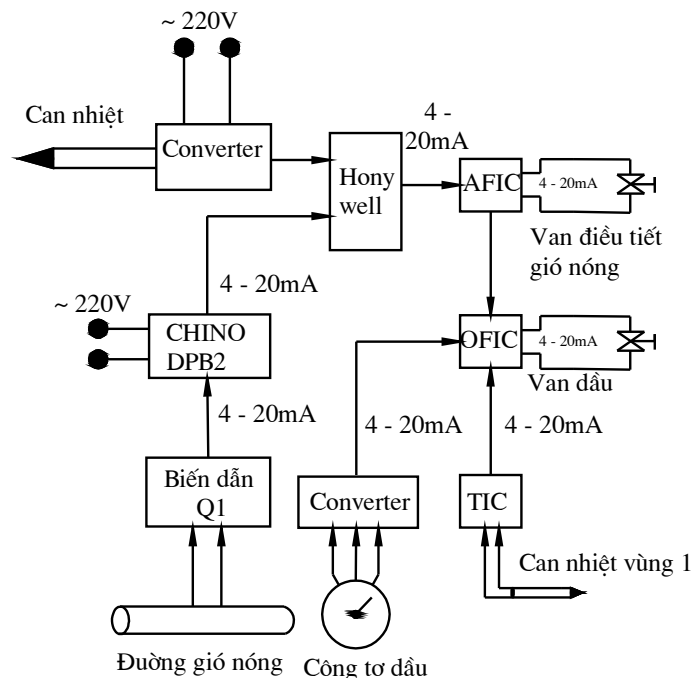 ~ 220V
Can nhiệt
Converter
4 -
20mA
Hony
well
AFIC
4 - 20mA
Van điều tiết
gió nóng
4 - 20mA
~ 220V
CHINO
DPB2
OFIC
4 - 20mA
Van dầu
4 - 20mA
4 - 20mA
4 - 20mA
Biến dẫn
Q1
Converter
TIC
Can nhiệt vùng 1
Đuờng gió nóng
Công tơ dầu